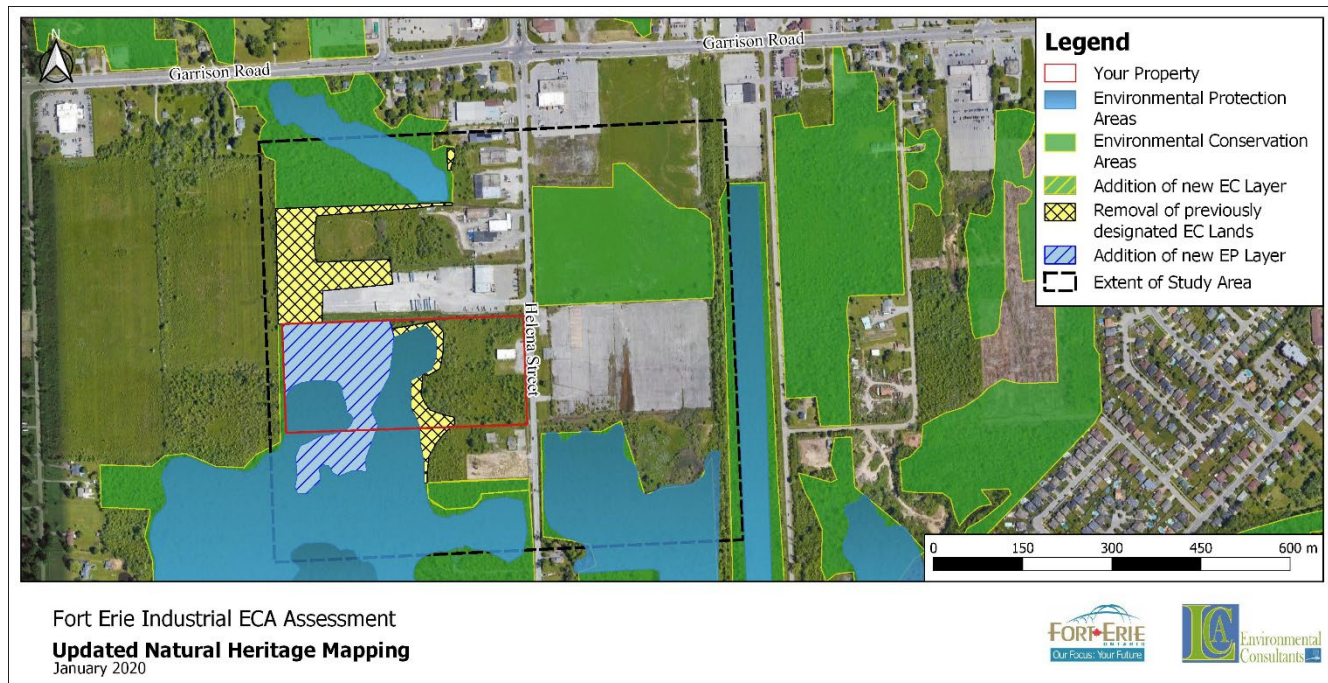 N
Garrison Road
Garrison Road
Helena Street
Legend
Your Property
Environmental Protection
Areas
Environmental Conservation
Areas
Addition of new EC Layer
Removal of previously
designated EC Lands
Addition of new EP Layer
Extent of Study Area
0 150 300 450 600 m
Fort Erie Industrial ECA Assessment
Updated Natural Heritage Mapping
January 2020
FORT ERIE
ONTARIO
Our Focus: Your Future
LCA
Environmental
Consultants